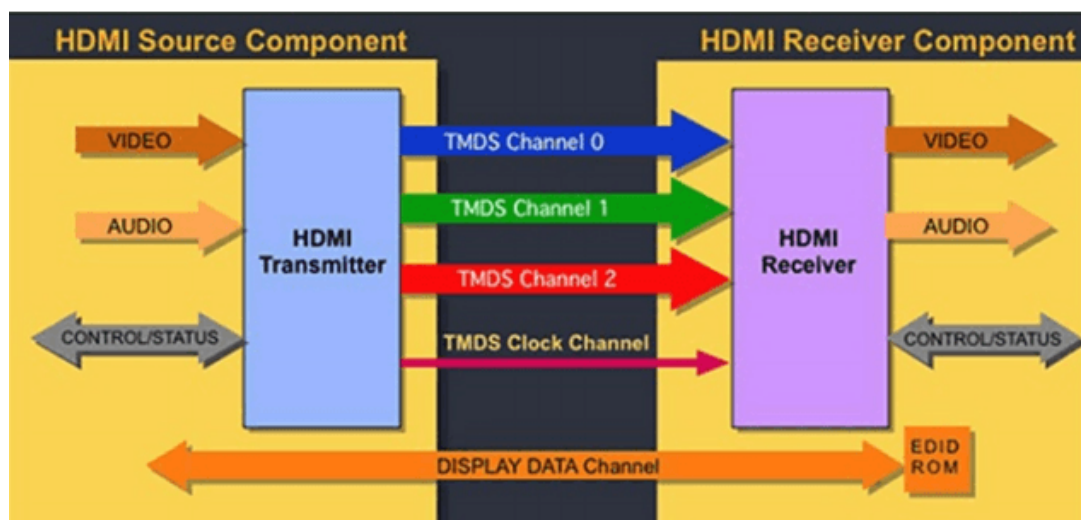 HDMI Source Component
HDMI Receiver Component
VIDEO
AUDIO
CONTROL/STATUS
HDMI
Transmitter
TMDS Channel 0
TMDS Channel 1
TMDS Channel 2
TMDS Clock Channel
HDMI
Receiver
VIDEO
AUDIO
CONTROL/STATUS
DISPLAY DATA Channel
EDID
ROM